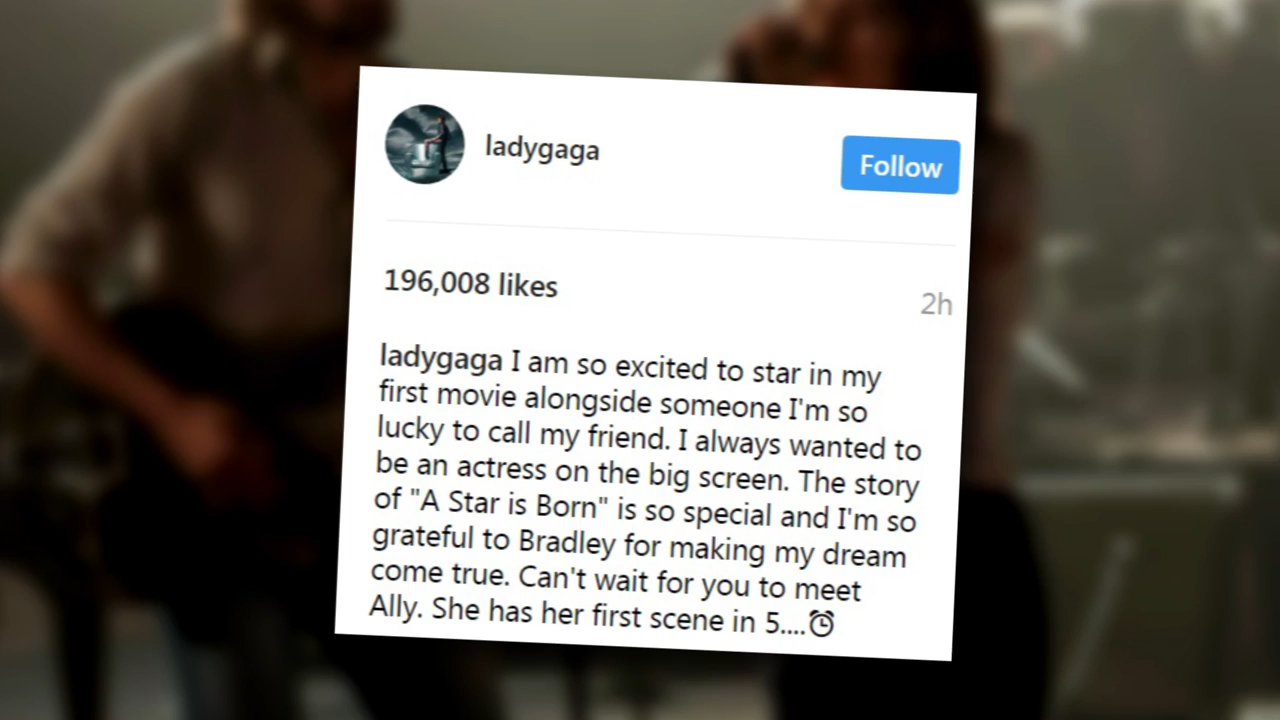 ladygaga
Follow
196,008 likes
2h
ladygaga I am so excited to star in my
first movie alongside someone I'm so
lucky to call my friend. I always wanted to
be an actress on the big screen. The story
of "A Star is Born" is so special and I'm so
grateful to Bradley for making my dream
come true. Can't wait for you to meet
Ally. She has her first scene in 5....⏰